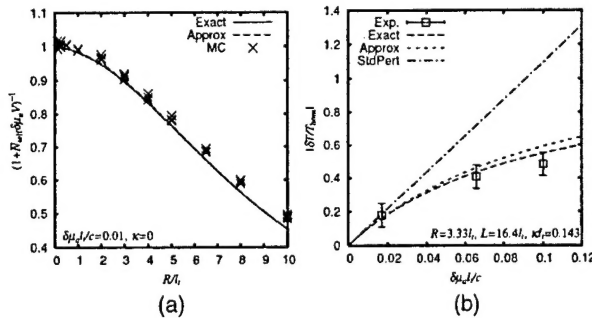 Exact
Approx
MC
(1+R_self δμ_a V)^{-1}
1.1
1
0.9
0.8
0.7
0.6
0.5
0.4
δμ_a l_t/c=0.01, κ=0
0 1 2 3 4 5 6 7 8 9 10
R/l_t
(a)
Exp.
Exact
Approx
StdPert
1.4
1.2
1
0.8
0.6
0.4
0.2
0
R=3.33l_t, L=16.4l_t, κl_t=0.143
0 0.02 0.04 0.06 0.08 0.1 0.12
δμ_a l_t/c
(b)